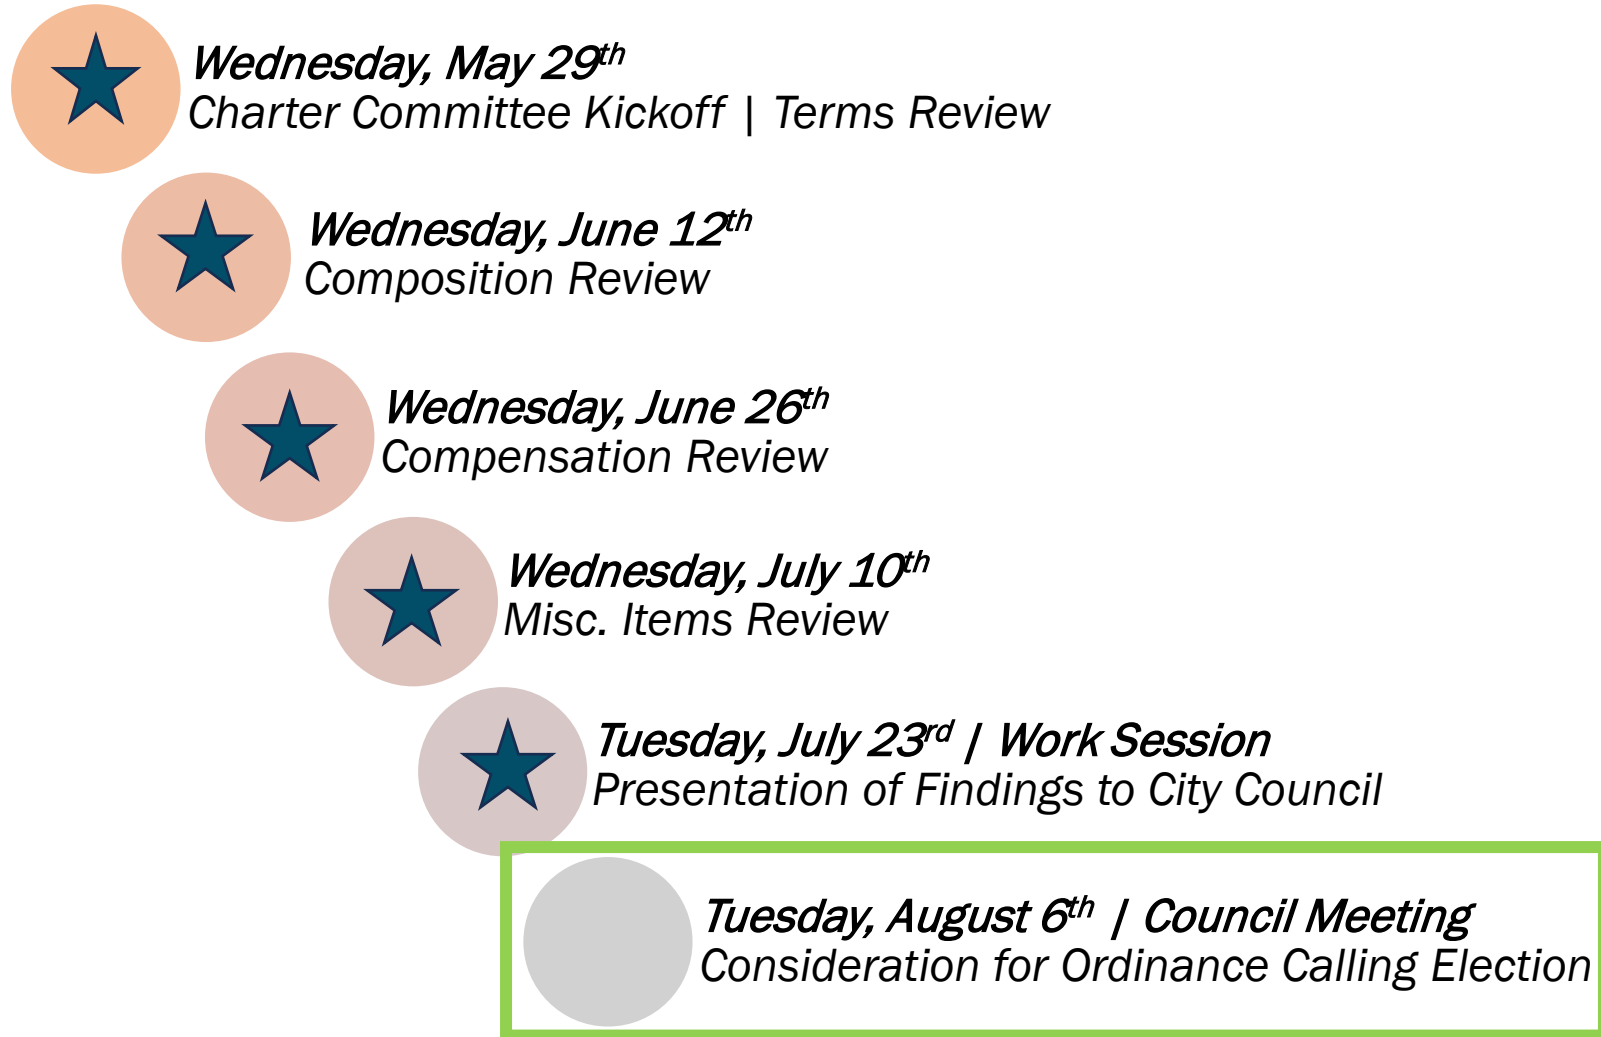 Wednesday, May 29th
Charter Committee Kickoff | Terms Review
Wednesday, June 12th
Composition Review
Wednesday, June 26th
Compensation Review
Wednesday, July 10th
Misc. Items Review
Tuesday, July 23rd | Work Session
Presentation of Findings to City Council
Tuesday, August 6th | Council Meeting
Consideration for Ordinance Calling Election